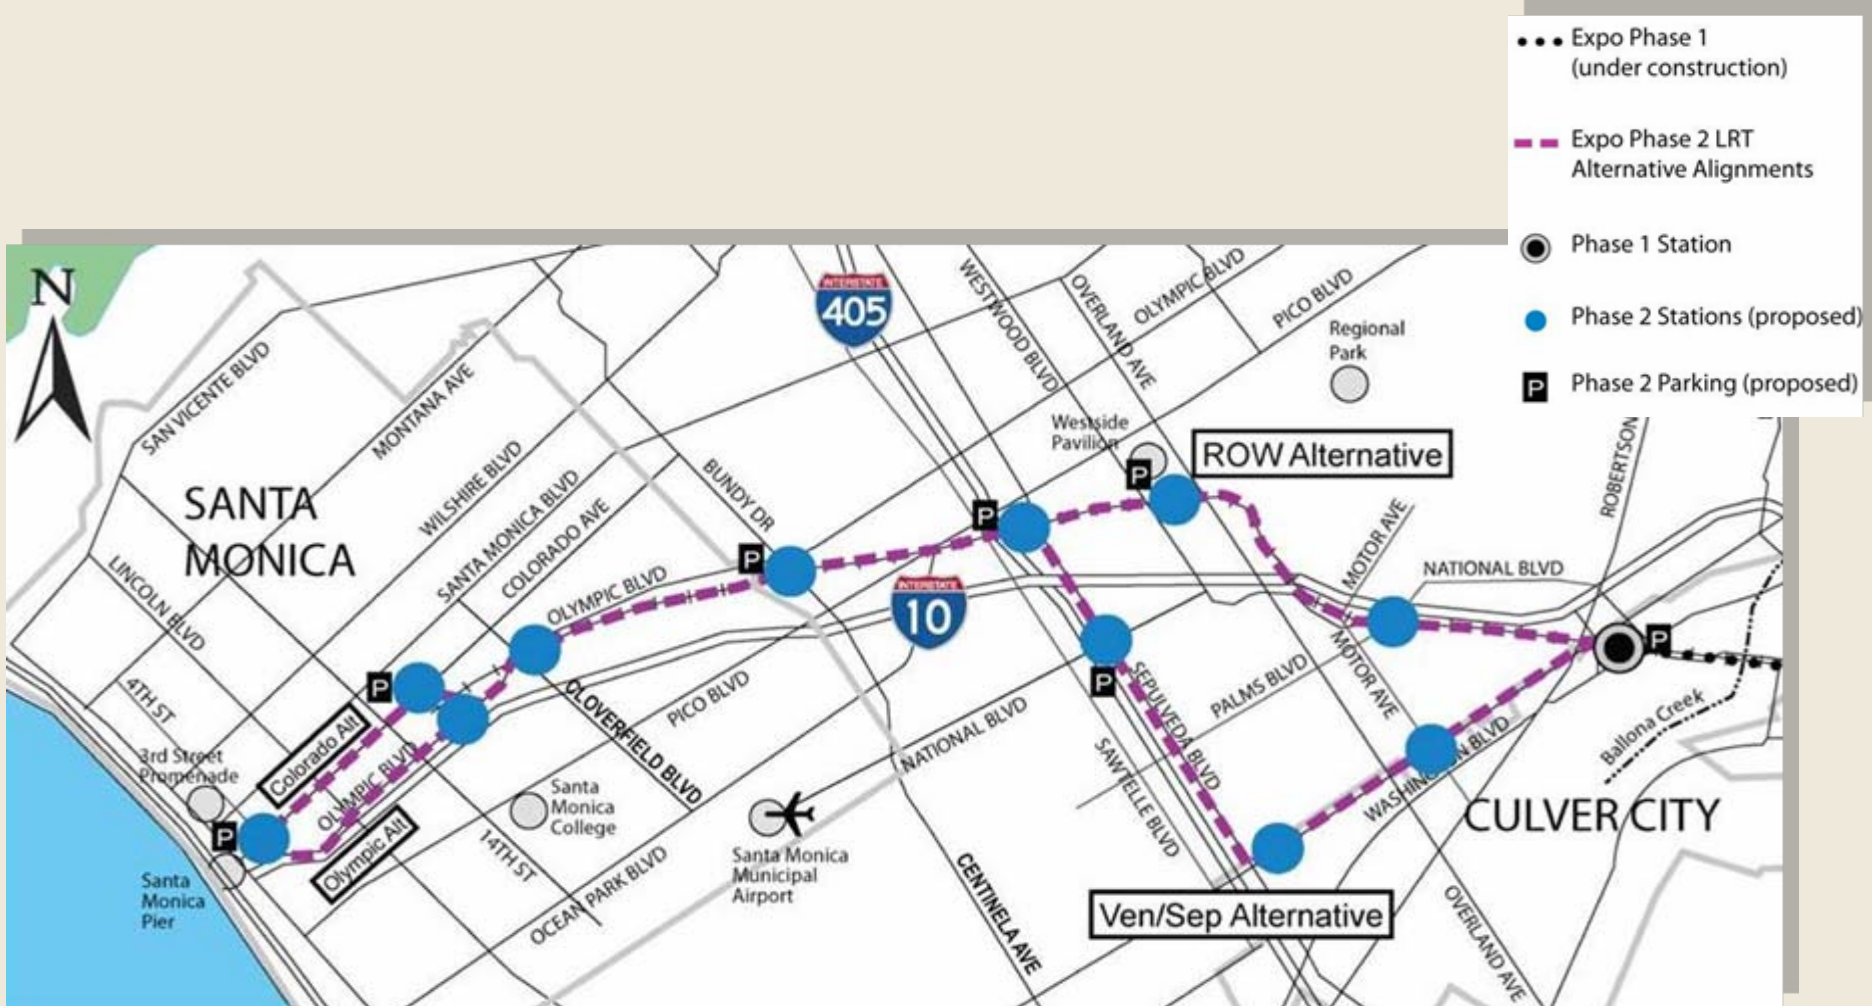 Expo Phase 1
(under construction)
Expo Phase 2 LRT
Alternative Alignments
Phase 1 Station
Phase 2 Stations (proposed)
P
Phase 2 Parking (proposed)
N
INTERSTATE
405
WESTWOOD BLVD
OVERLAND AVE
OLYMPIC BLVD
PICO BLVD
Regional
Park
SAN VICENTE BLVD
MONTANA AVE
WILSHIRE BLVD
SANTA MONICA BLVD
COLORADO AVE
BUNDY DR
Westside
Pavilion
P
ROW Alternative
ROBERTSON
SANTA
MONICA
P
P
MOTOR AVE
NATIONAL BLVD
LINCOLN BLVD
OLYMPIC BLVD
INTERSTATE
10
P
4TH ST
P
CLOVERFIELD BLVD
PICO BLVD
P
SEPULVEDA BLVD
PALMS BLVD
MOTOR AVE
Ballona Creek
3rd Street
Promenade
Colorado Alt
OLYMPIC BLVD
NATIONAL BLVD
SAWTELLE BLVD
WASHINGTON BLVD
CULVER CITY
P
Olympic Alt
Santa
Monica
College
14TH ST
Santa Monica
Municipal
Airport
Santa
Monica
Pier
OCEAN PARK BLVD
CENTINELA AVE
Ven/Sep Alternative
OVERLAND AVE